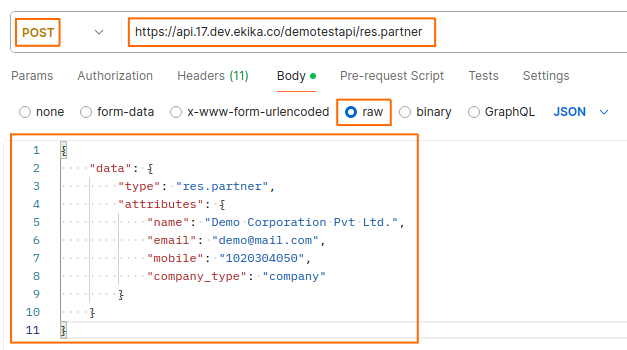 POST https://api.17.dev.ekika.co/demotestapi/res.partner
Params Authorization Headers (11) Body Pre-request Script Tests Settings
none form-data x-www-form-urlencoded raw binary GraphQL JSON
1 {
2 "data": {
3 "type": "res.partner",
4 "attributes": {
5 "name": "Demo Corporation Pvt Ltd.",
6 "email": "demo@mail.com",
7 "mobile": "1020304050",
8 "company_type": "company"
9 }
10 }
11 }